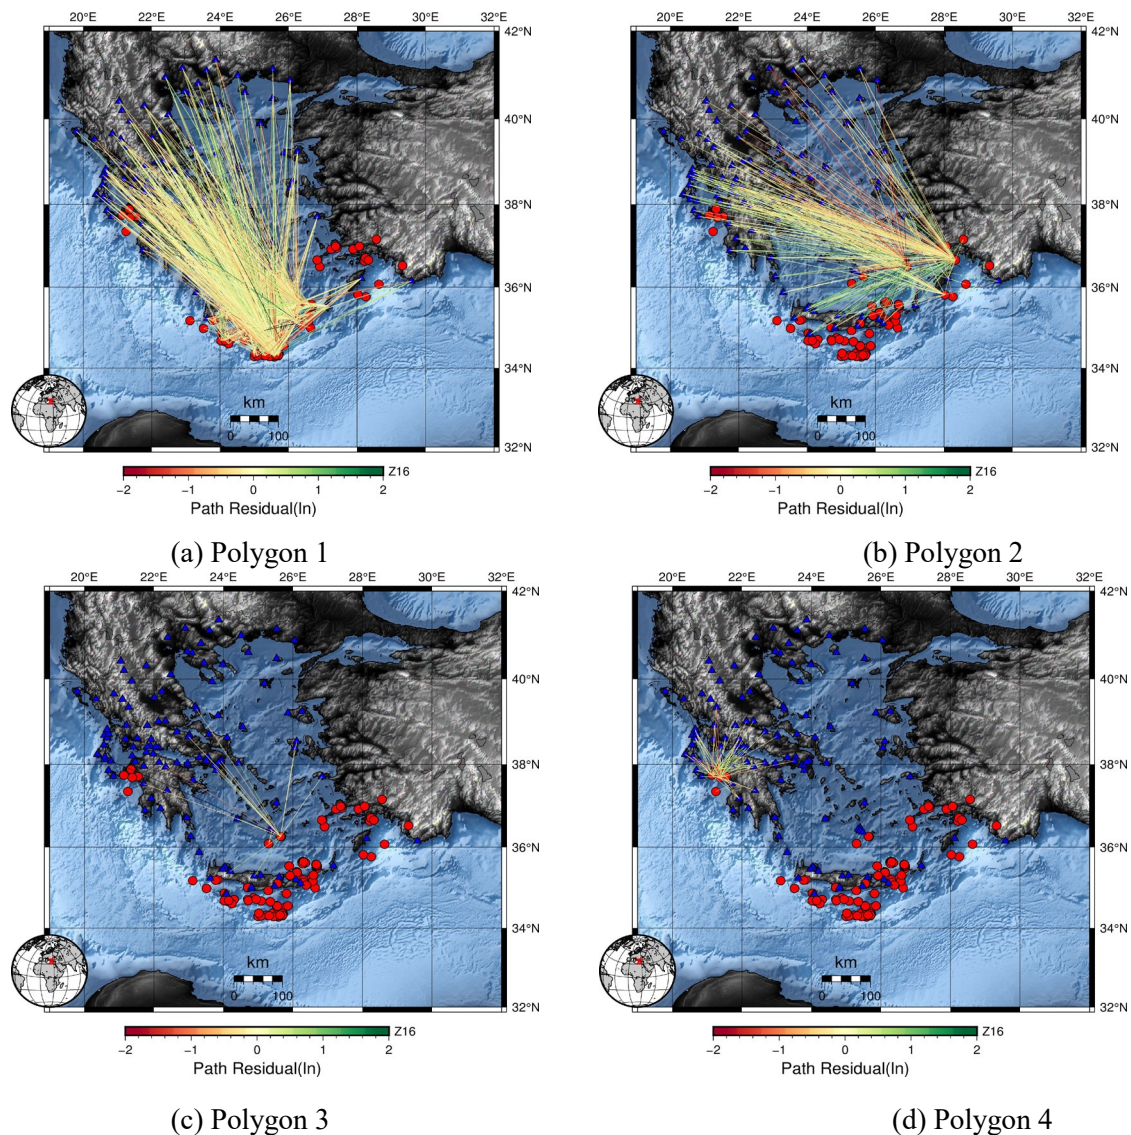 20°E 22°E 24°E 26°E 28°E 30°E 32°E
42°N
40°N
38°N
36°N
34°N
32°N
km
0 100
Z16
−2 −1 0 1 2
Path Residual(ln)
(a) Polygon 1
20°E 22°E 24°E 26°E 28°E 30°E 32°E
42°N
40°N
38°N
36°N
34°N
32°N
km
0 100
Z16
−2 −1 0 1 2
Path Residual(ln)
(b) Polygon 2
20°E 22°E 24°E 26°E 28°E 30°E 32°E
42°N
40°N
38°N
36°N
34°N
32°N
km
0 100
Z16
−2 −1 0 1 2
Path Residual(ln)
(c) Polygon 3
20°E 22°E 24°E 26°E 28°E 30°E 32°E
42°N
40°N
38°N
36°N
34°N
32°N
km
0 100
Z16
−2 −1 0 1 2
Path Residual(ln)
(d) Polygon 4